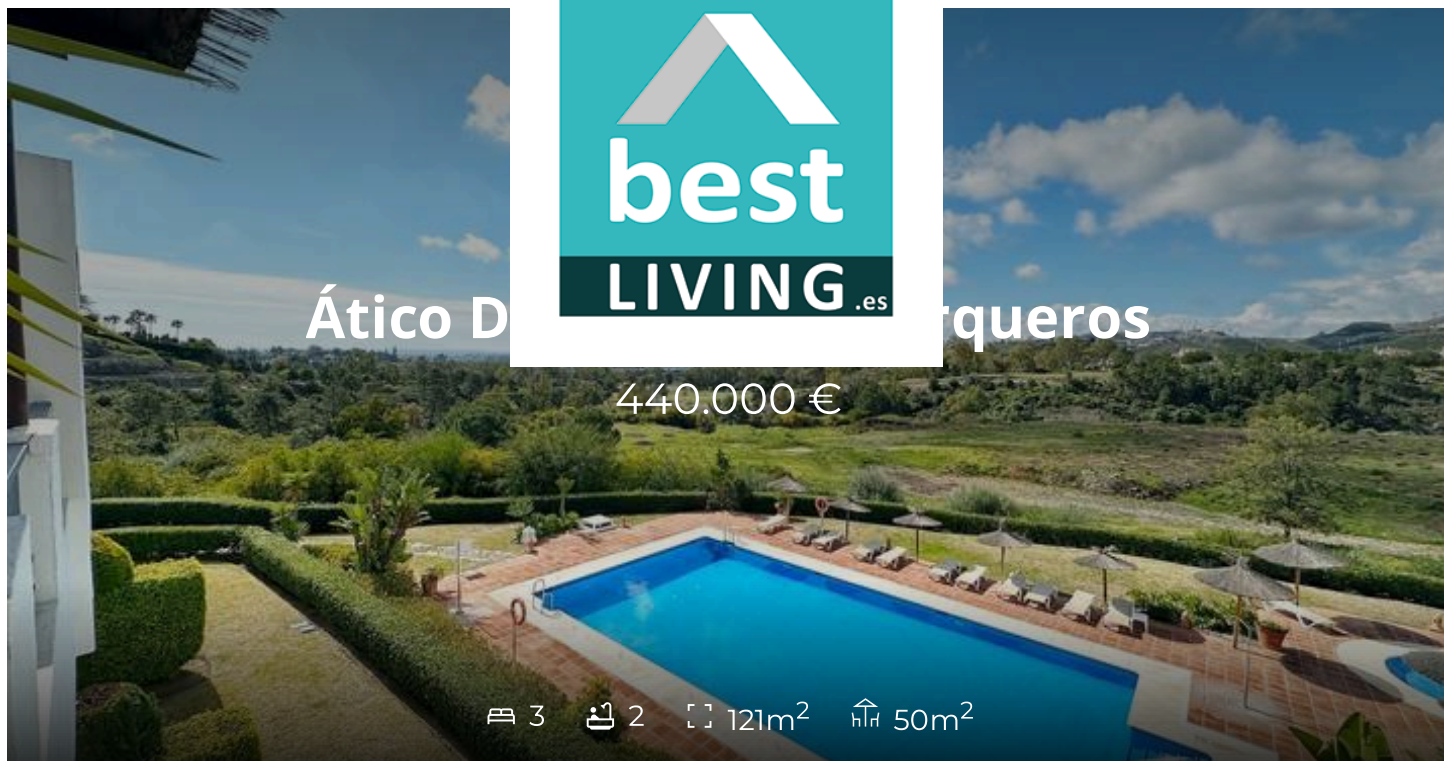 best
LIVING.es
Ático D rqueros
440.000 €
3 2 121m² 50m²